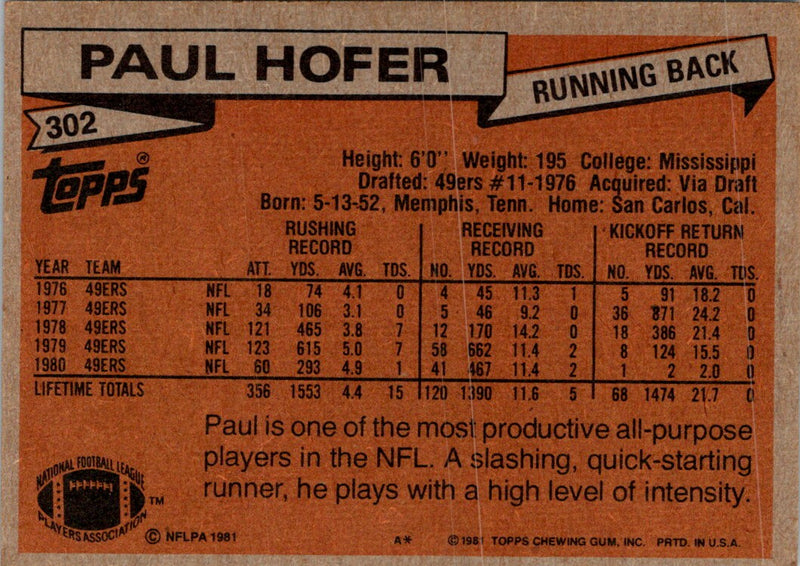 PAUL HOFER
RUNNING BACK
302
Topps®
Height: 6'0" Weight: 195 College: Mississippi
Drafted: 49ers #11-1976 Acquired: Via Draft
Born: 5-13-52, Memphis, Tenn. Home: San Carlos, Cal.
RUSHING RECORD RECEIVING RECORD KICKOFF RETURN RECORD
YEAR TEAM ATT. YDS. AVG. TDS. NO. YDS. AVG. TDS. NO. YDS. AVG. TDS.
1976 49ERS NFL 18 74 4.1 0 4 45 11.3 1 5 91 18.2 0
1977 49ERS NFL 34 106 3.1 0 5 46 9.2 0 36 871 24.2 0
1978 49ERS NFL 121 465 3.8 7 12 170 14.2 0 18 386 21.4 0
1979 49ERS NFL 123 615 5.0 7 58 662 11.4 2 8 124 15.5 0
1980 49ERS NFL 60 293 4.9 1 41 467 11.4 2 1 2 2.0 0
LIFETIME TOTALS 356 1553 4.4 15 120 1390 11.6 5 68 1474 21.7 0
Paul is one of the most productive all-purpose
players in the NFL. A slashing, quick-starting
runner, he plays with a high level of intensity.
NATIONAL FOOTBALL LEAGUE
PLAYERS ASSOCIATION
TM
© NFLPA 1981 A* © 1981 TOPPS CHEWING GUM, INC. PRTD. IN U.S.A.